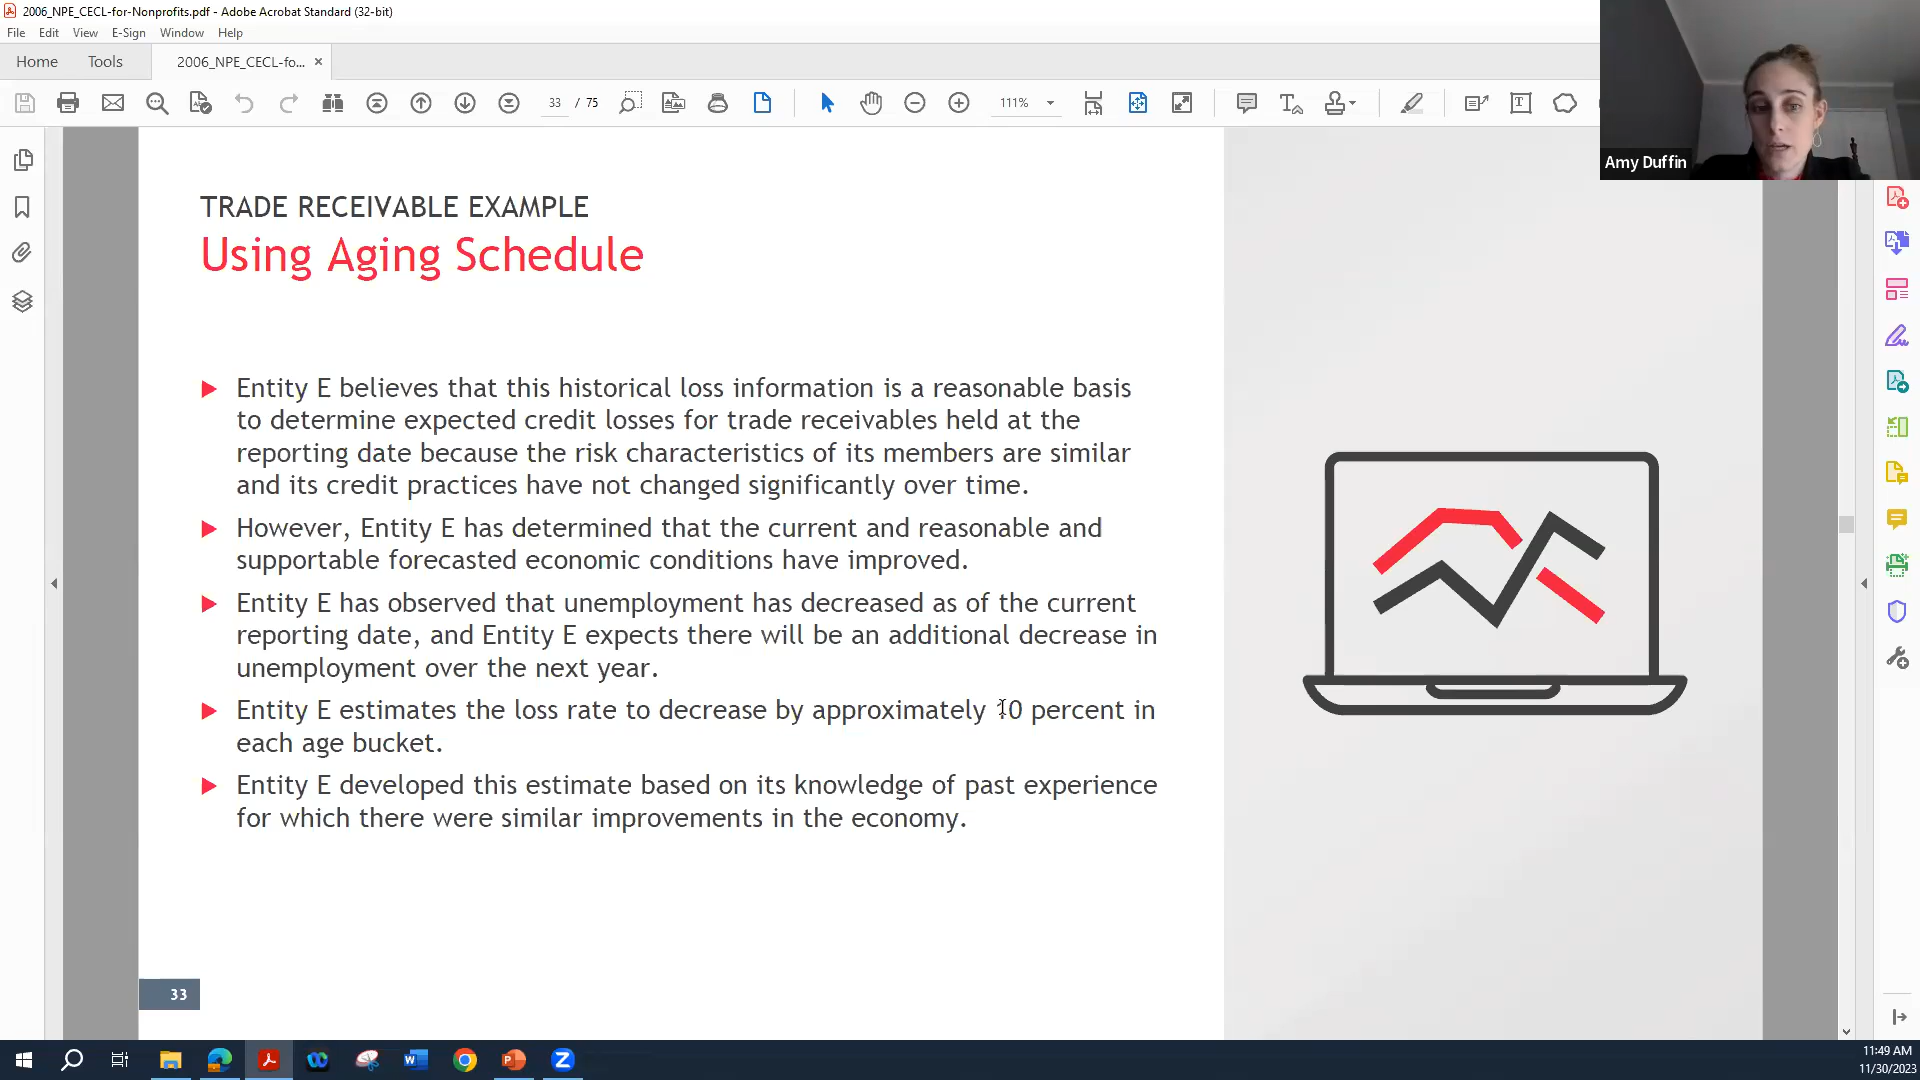 2006_NPE_CECL-for-Nonprofits.pdf - Adobe Acrobat Standard (32-bit)
File Edit View E-Sign Window Help
Home Tools 2006_NPE_CECL-fo... ×
33 / 75 111%
Amy Duffin
TRADE RECEIVABLE EXAMPLE
Using Aging Schedule
Entity E believes that this historical loss information is a reasonable basis
to determine expected credit losses for trade receivables held at the
reporting date because the risk characteristics of its members are similar
and its credit practices have not changed significantly over time.
However, Entity E has determined that the current and reasonable and
supportable forecasted economic conditions have improved.
Entity E has observed that unemployment has decreased as of the current
reporting date, and Entity E expects there will be an additional decrease in
unemployment over the next year.
Entity E estimates the loss rate to decrease by approximately 10 percent in
each age bucket.
Entity E developed this estimate based on its knowledge of past experience
for which there were similar improvements in the economy.
33
11:49 AM
11/30/2023